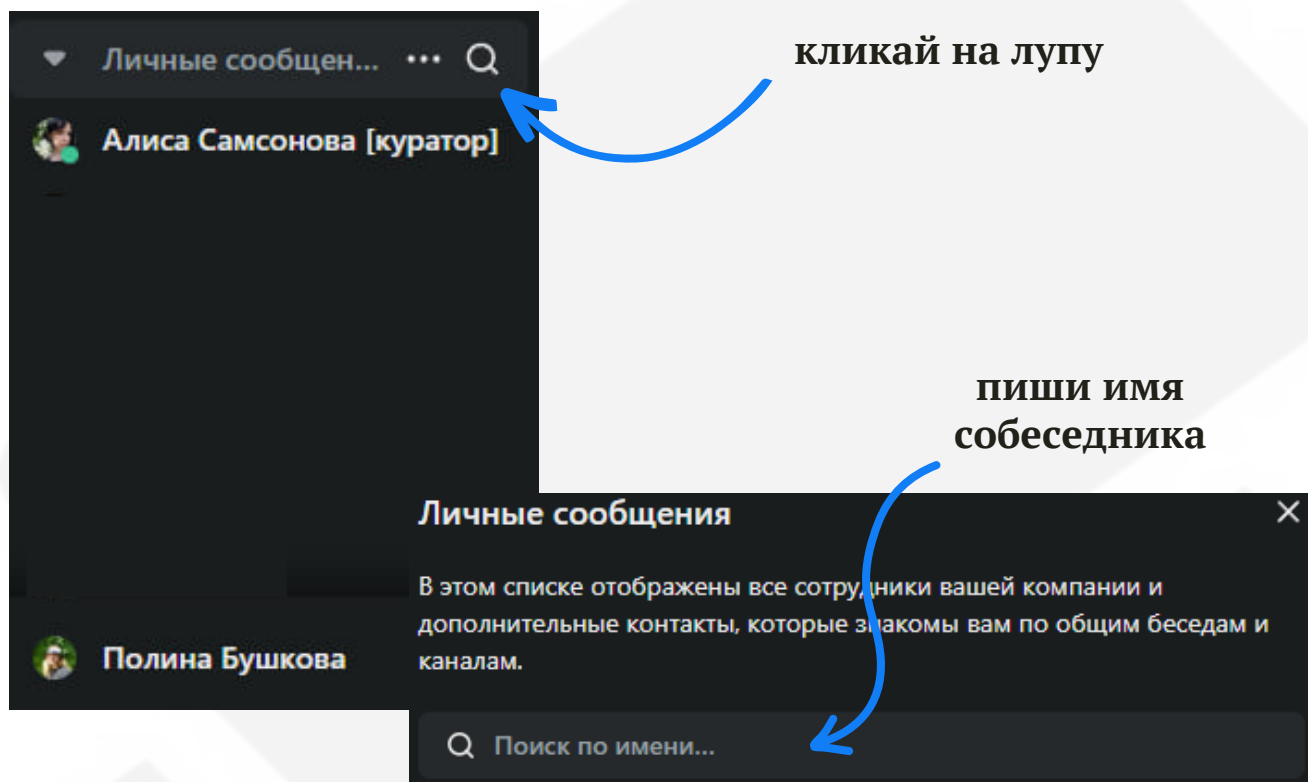 Личные сообщен...
кликай на лупу
Алиса Самсонова [куратор]
пиши имя
собеседника
Полина Бушкова
Личные сообщения
В этом списке отображены все сотрудники вашей компании и
дополнительные контакты, которые знакомы вам по общим беседам и
каналам.
Поиск по имени...